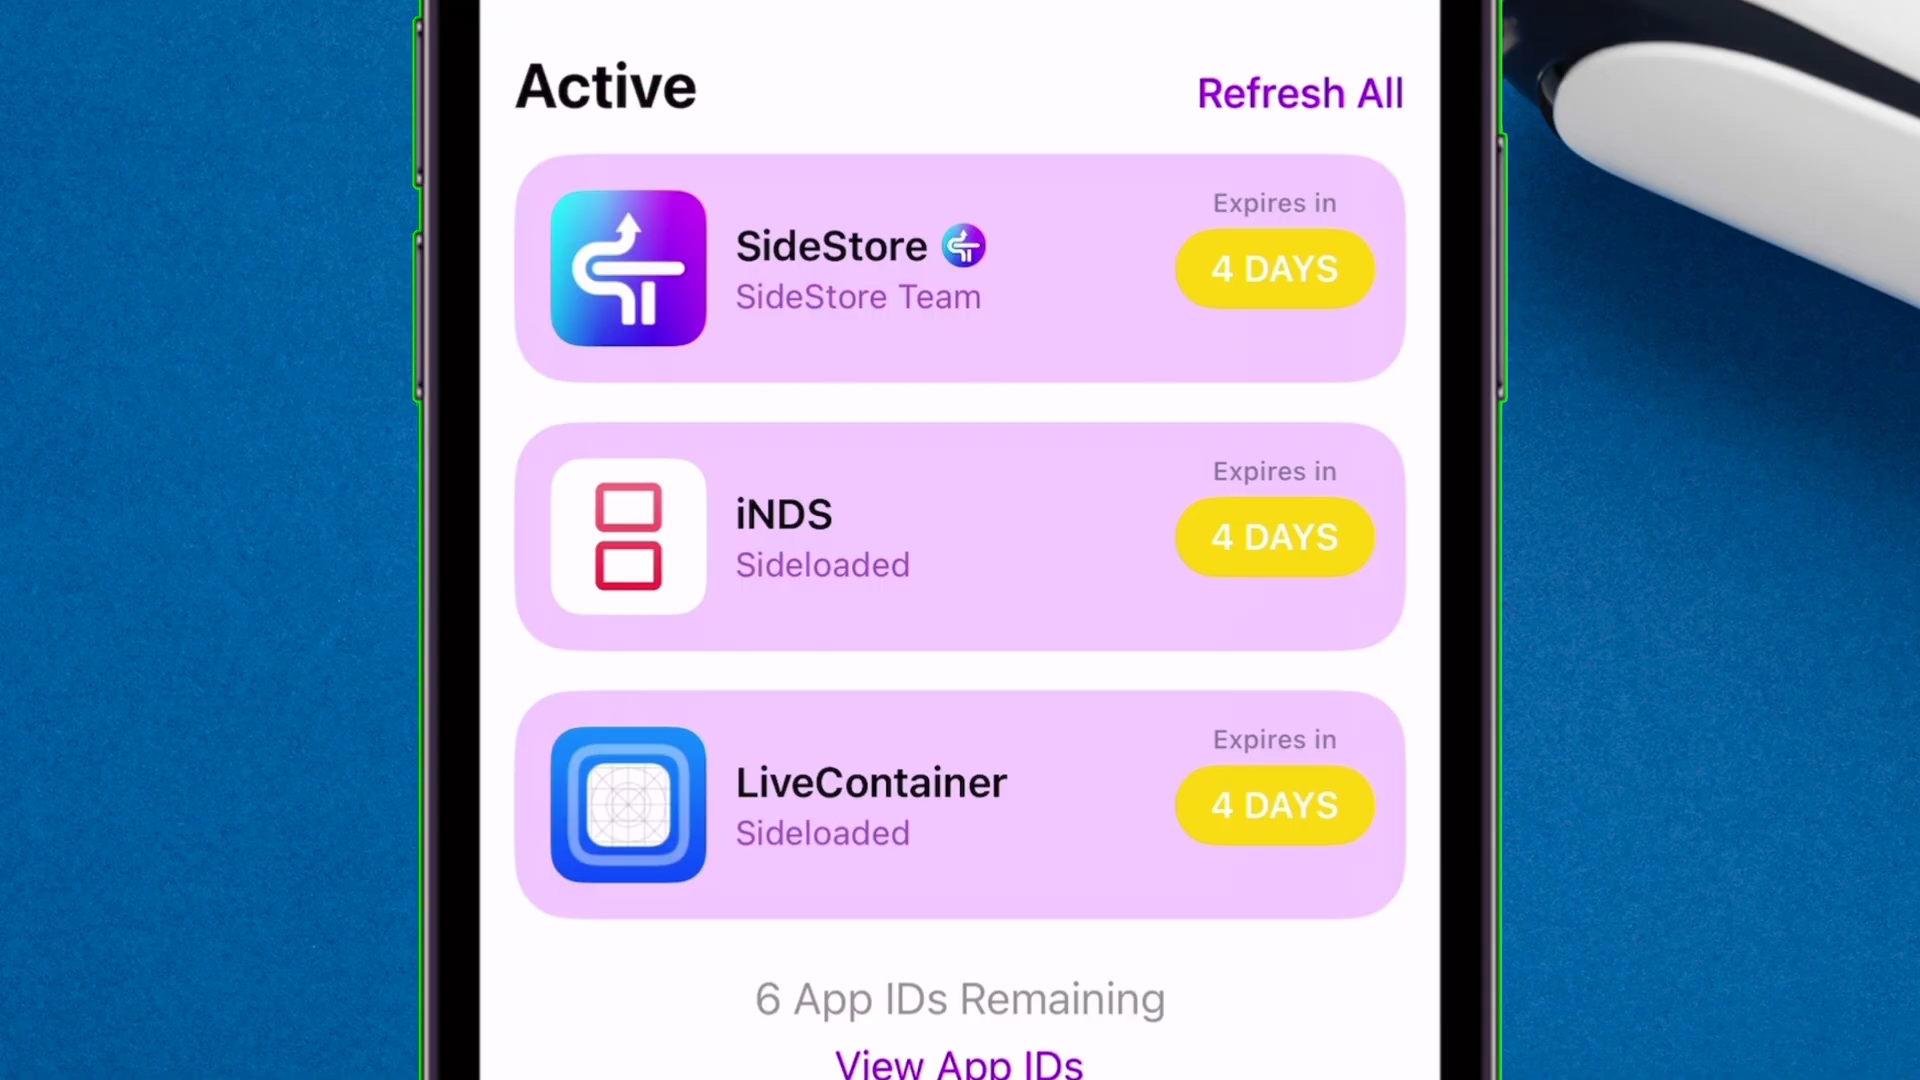 Active
Refresh All
SideStore
SideStore Team
Expires in
4 DAYS
iNDS
Sideloaded
Expires in
4 DAYS
LiveContainer
Sideloaded
Expires in
4 DAYS
6 App IDs Remaining
View App IDs